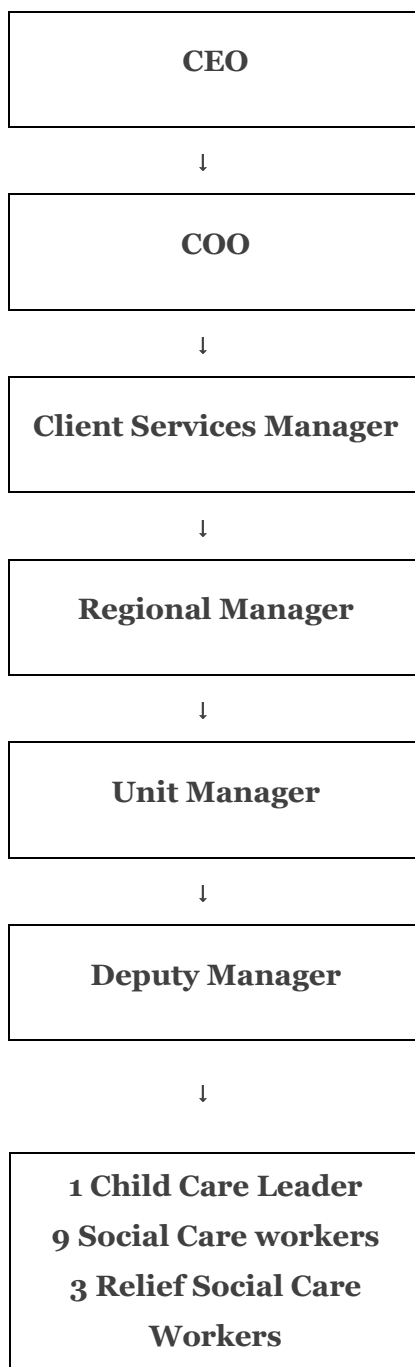 CEO
↓
COO
↓
Client Services Manager
↓
Regional Manager
↓
Unit Manager
↓
Deputy Manager
↓
1 Child Care Leader
9 Social Care workers
3 Relief Social Care
Workers